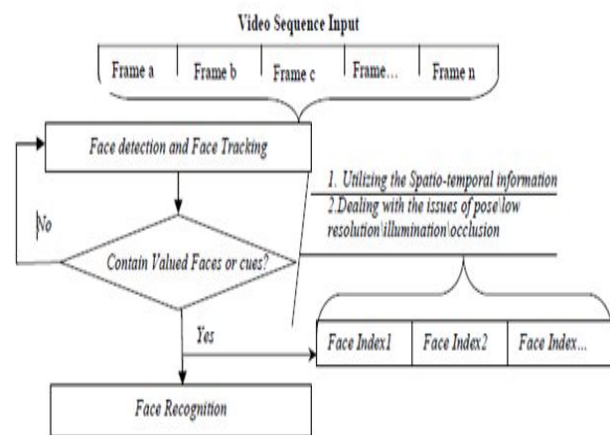 Video Sequence Input
Frame a Frame b Frame c Frame... Frame n
Face detection and Face Tracking
1. Utilizing the Spatio-temporal information
2.Dealing with the issues of pose\low
resolution\illumination\occlusion
No
Contain Valued Faces or cues?
Yes
Face Index1 Face Index2 Face Index...
Face Recognition